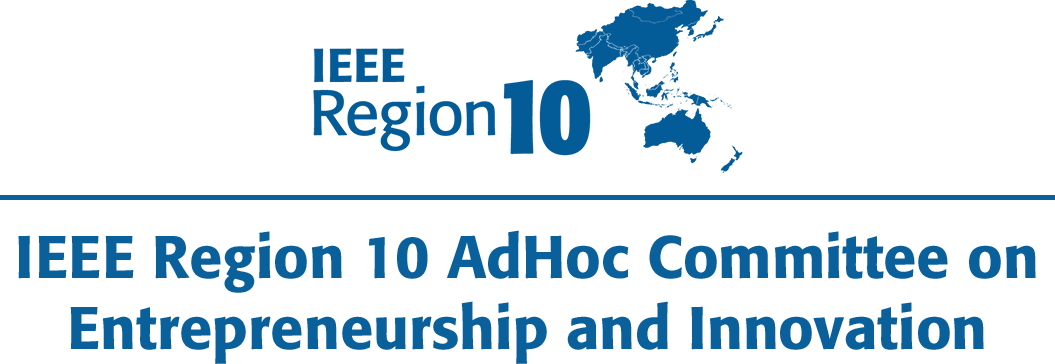 IEEE
Region 10
IEEE Region 10 AdHoc Committee on
Entrepreneurship and Innovation